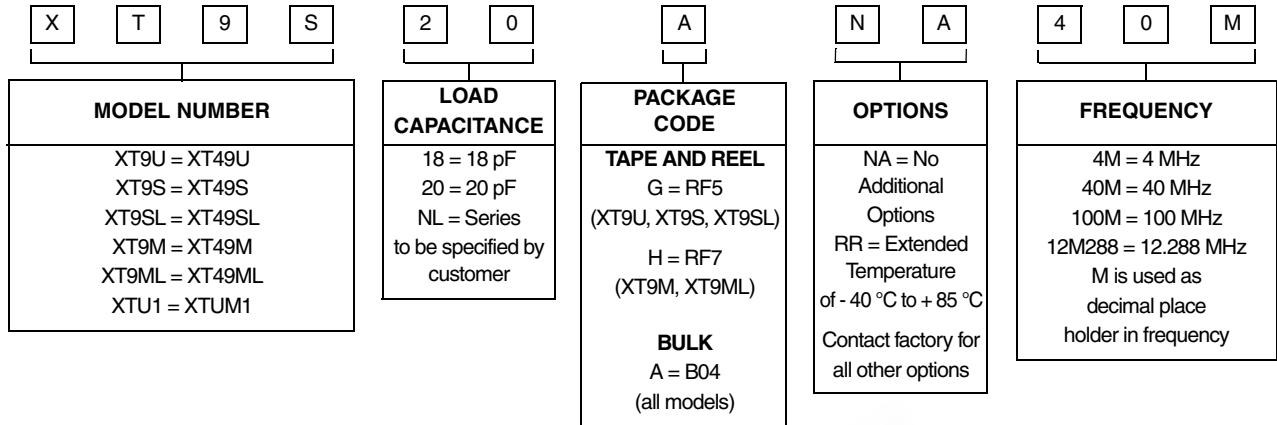 X T 9 S 2 0 A N A 4 0 M
MODEL NUMBER
XT9U = XT49U
XT9S = XT49S
XT9SL = XT49SL
XT9M = XT49M
XT9ML = XT49ML
XTU1 = XTUM1
LOAD
CAPACITANCE
18 = 18 pF
20 = 20 pF
NL = Series
to be specified by
customer
PACKAGE
CODE
TAPE AND REEL
G = RF5
(XT9U, XT9S, XT9SL)
H = RF7
(XT9M, XT9ML)
BULK
A = B04
(all models)
OPTIONS
NA = No
Additional
Options
RR = Extended
Temperature
of - 40 °C to + 85 °C
Contact factory for
all other options
FREQUENCY
4M = 4 MHz
40M = 40 MHz
100M = 100 MHz
12M288 = 12.288 MHz
M is used as
decimal place
holder in frequency